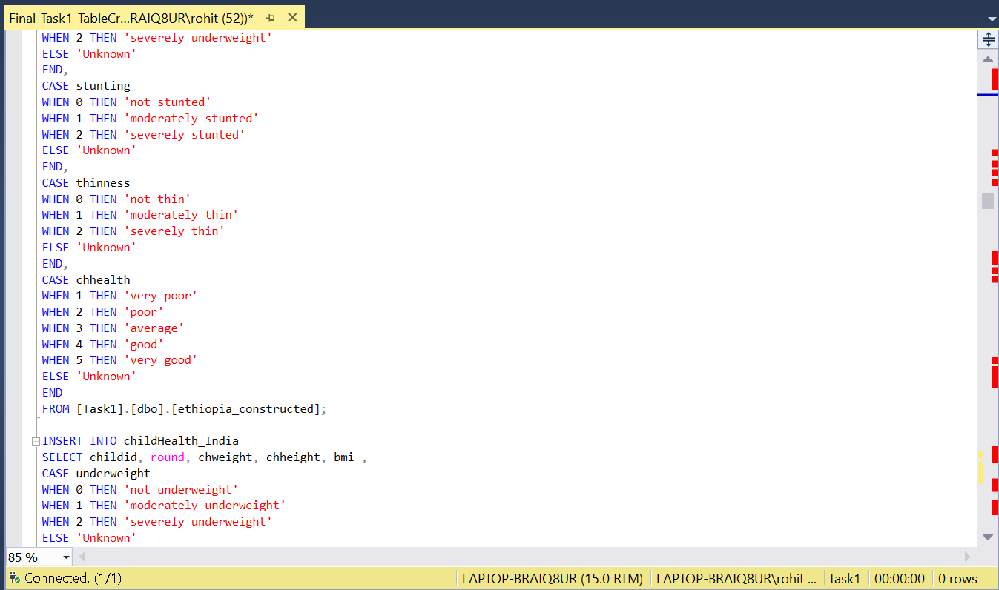 Final-Task1-TableCr...RAIQ8UR\rohit (52))*
WHEN 2 THEN 'severely underweight'
ELSE 'Unknown'
END,
CASE stunting
WHEN 0 THEN 'not stunted'
WHEN 1 THEN 'moderately stunted'
WHEN 2 THEN 'severely stunted'
ELSE 'Unknown'
END,
CASE thinness
WHEN 0 THEN 'not thin'
WHEN 1 THEN 'moderately thin'
WHEN 2 THEN 'severely thin'
ELSE 'Unknown'
END,
CASE chhealth
WHEN 1 THEN 'very poor'
WHEN 2 THEN 'poor'
WHEN 3 THEN 'average'
WHEN 4 THEN 'good'
WHEN 5 THEN 'very good'
ELSE 'Unknown'
END
FROM [Task1].[dbo].[ethiopia_constructed];
INSERT INTO childHealth_India
SELECT childid, round, chweight, chheight, bmi ,
CASE underweight
WHEN 0 THEN 'not underweight'
WHEN 1 THEN 'moderately underweight'
WHEN 2 THEN 'severely underweight'
ELSE 'Unknown'
85 %
Connected. (1/1) LAPTOP-BRAIQ8UR (15.0 RTM) LAPTOP-BRAIQ8UR\rohit ... task1 00:00:00 0 rows